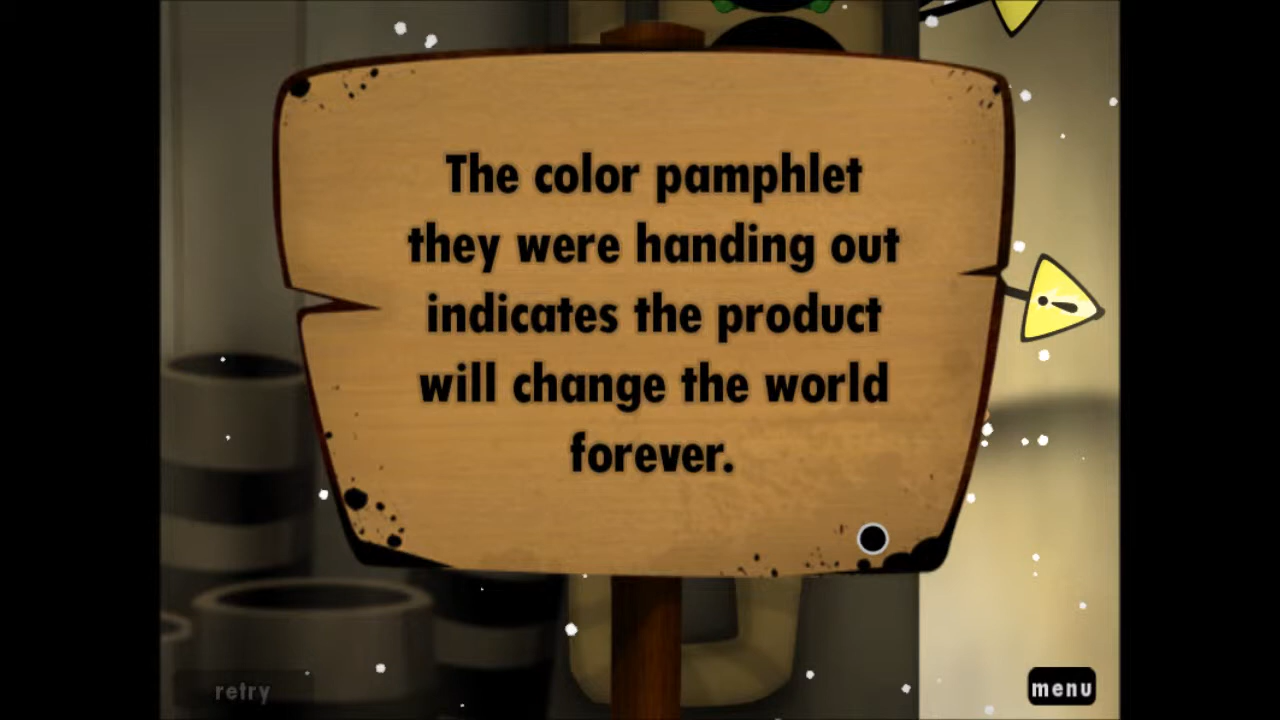 The color pamphlet
they were handing out
indicates the product
will change the world
forever.
retry
menu